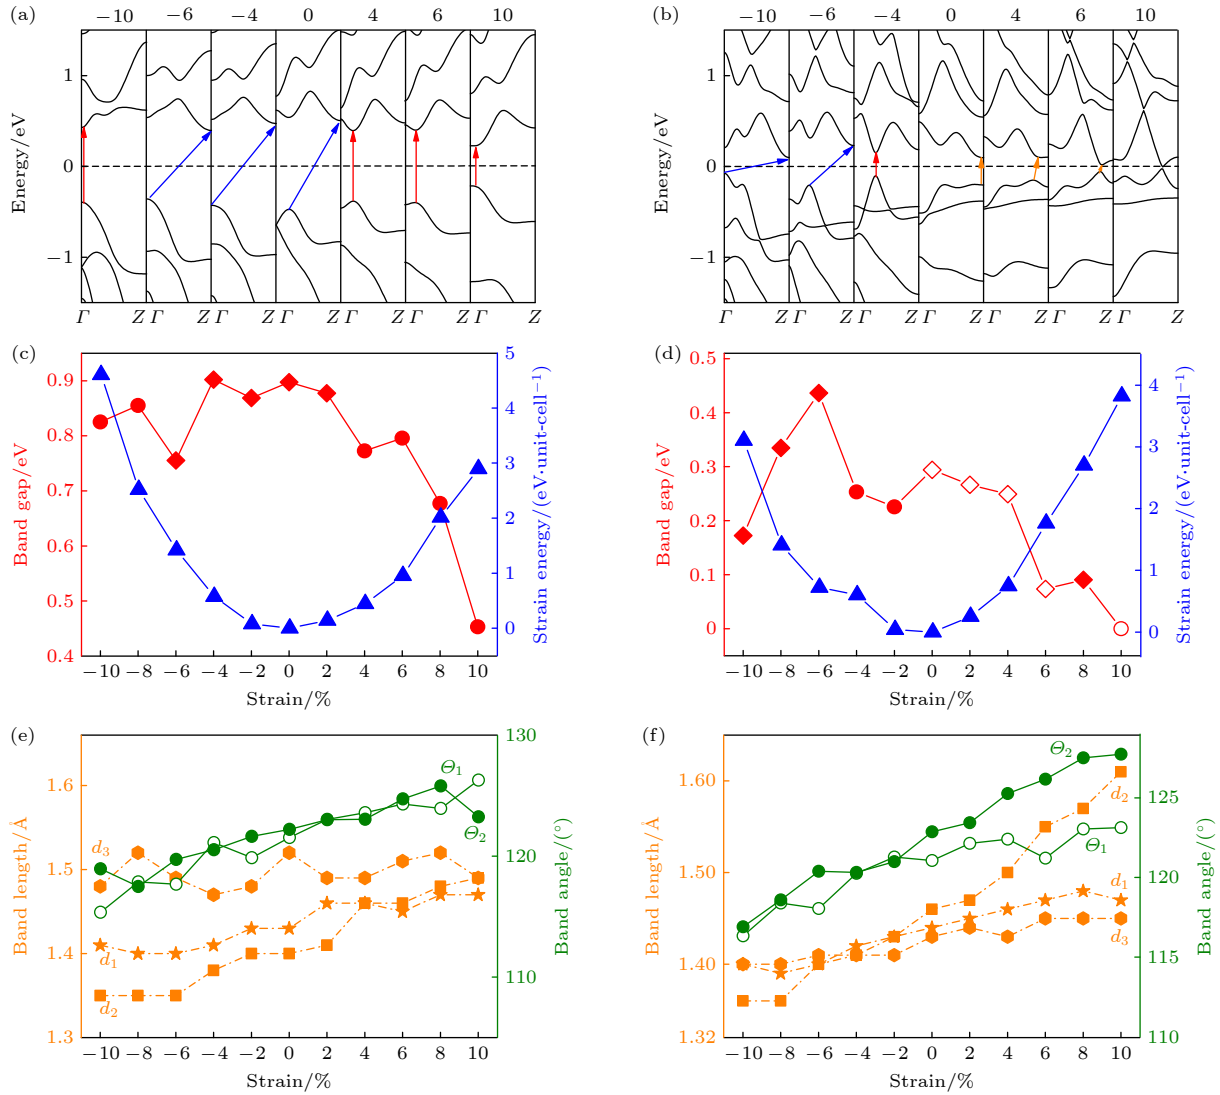 (a)
−10 −6 −4 0 4 6 10
Energy/eV
1
0
−1
Γ Z Γ Z Γ Z Γ Z Γ Z Γ Z Γ Z
(b)
−10 −6 −4 0 4 6 10
Energy/eV
1
0
−1
Γ Z Γ Z Γ Z Γ Z Γ Z Γ Z Γ Z
(c)
Band gap/eV
0.9
0.8
0.7
0.6
0.5
0.4
5
4
3
2
1
0
Strain energy/(eV·unit-cell⁻¹)
−10 −8 −6 −4 −2 0 2 4 6 8 10
Strain/%
(d)
Band gap/eV
0.5
0.4
0.3
0.2
0.1
0
4
3
2
1
0
Strain energy/(eV·unit-cell⁻¹)
−10 −8 −6 −4 −2 0 2 4 6 8 10
Strain/%
(e)
Band length/Å
1.6
1.5
1.4
1.3
130
120
110
Band angle/(°)
Θ1
Θ2
d3
d1
d2
−10 −8 −6 −4 −2 0 2 4 6 8 10
Strain/%
(f)
Band length/Å
1.60
1.50
1.40
1.32
125
120
115
110
Band angle/(°)
Θ2
d2
Θ1
d1
d3
−10 −8 −6 −4 −2 0 2 4 6 8 10
Strain/%